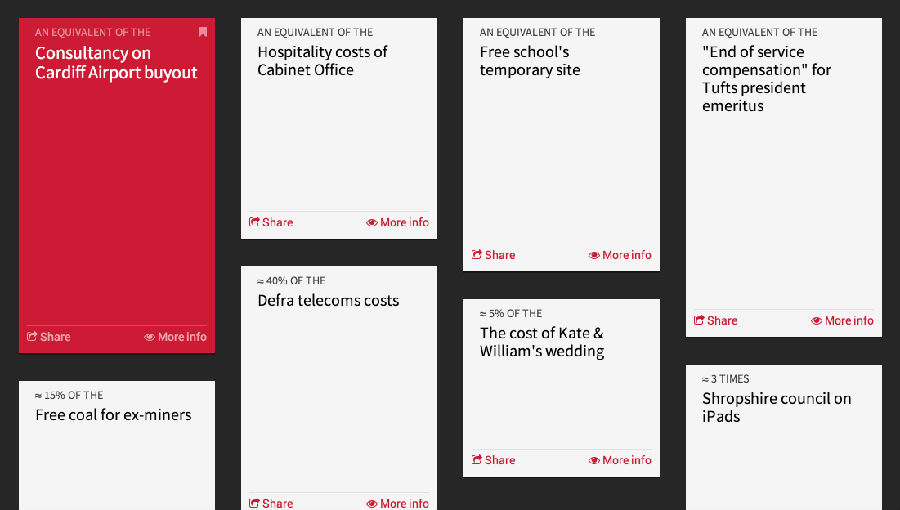 AN EQUIVALENT OF THE
Consultancy on
Cardiff Airport buyout
Share
More info
≈ 15% OF THE
Free coal for ex-miners
AN EQUIVALENT OF THE
Hospitality costs of
Cabinet Office
Share
More info
≈ 40% OF THE
Defra telecoms costs
Share
More info
AN EQUIVALENT OF THE
Free school's
temporary site
Share
More info
≈ 5% OF THE
The cost of Kate &
William's wedding
Share
More info
AN EQUIVALENT OF THE
"End of service
compensation" for
Tufts president
emeritus
Share
More info
≈ 3 TIMES
Shropshire council on
iPads